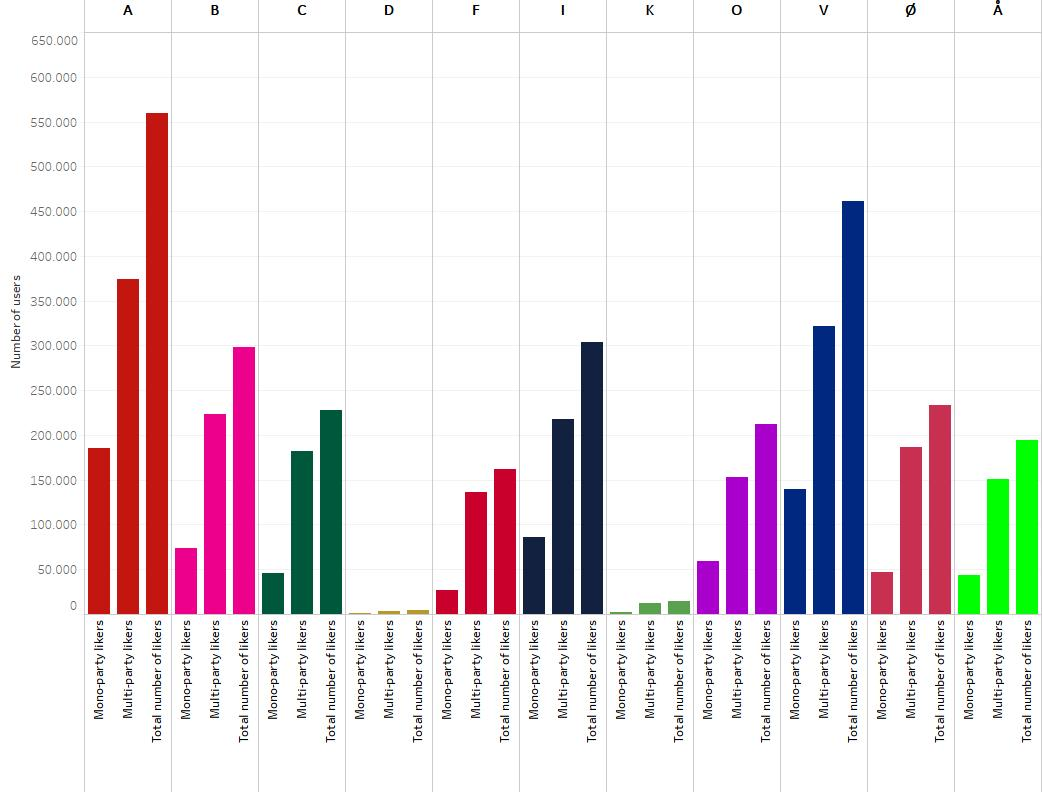 A B C D F I K O V Ø Å
650.000
600.000
550.000
500.000
450.000
400.000
350.000
300.000
250.000
200.000
150.000
100.000
50.000
0
Number of users
Mono-party likers
Multi-party likers
Total number of likers
Mono-party likers
Multi-party likers
Total number of likers
Mono-party likers
Multi-party likers
Total number of likers
Mono-party likers
Multi-party likers
Total number of likers
Mono-party likers
Multi-party likers
Total number of likers
Mono-party likers
Multi-party likers
Total number of likers
Mono-party likers
Multi-party likers
Total number of likers
Mono-party likers
Multi-party likers
Total number of likers
Mono-party likers
Multi-party likers
Total number of likers
Mono-party likers
Multi-party likers
Total number of likers
Mono-party likers
Multi-party likers
Total number of likers